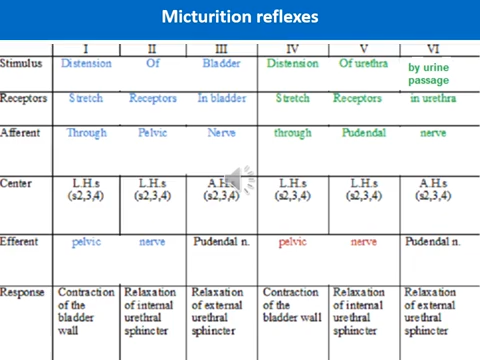 Micturition reflexes
I II III IV V VI
Stimulus Distension Of Bladder Distension Of urethra by urine passage
Receptors Stretch Receptors In bladder Stretch Receptors in urethra
Afferent Through Pelvic Nerve through Pudendal nerve
Center L.H.s L.H.s A.H.s L.H.s L.H.s A.H.s
(s2,3,4) (s2,3,4) (s2,3,4) (s2,3,4) (s2,3,4) (s2,3,4)
Efferent pelvic nerve Pudendal n. pelvic nerve Pudendal n.
Response Contraction Relaxation Relaxation Contraction Relaxation Relaxation
of the of internal of external of the of internal of external
bladder urethral urethral bladder wall urethral urethral
wall sphincter sphincter sphincter sphincter